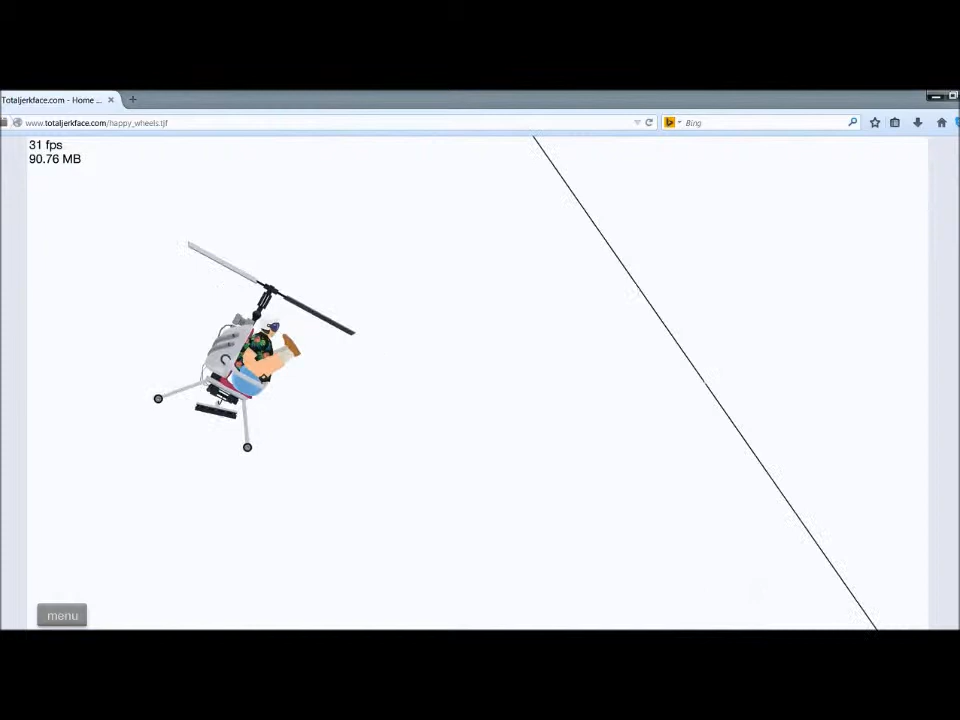 Totaljerkface.com - Home ...
www.totaljerkface.com/happy_wheels.tjf
Bing
31 fps
90.76 MB
menu